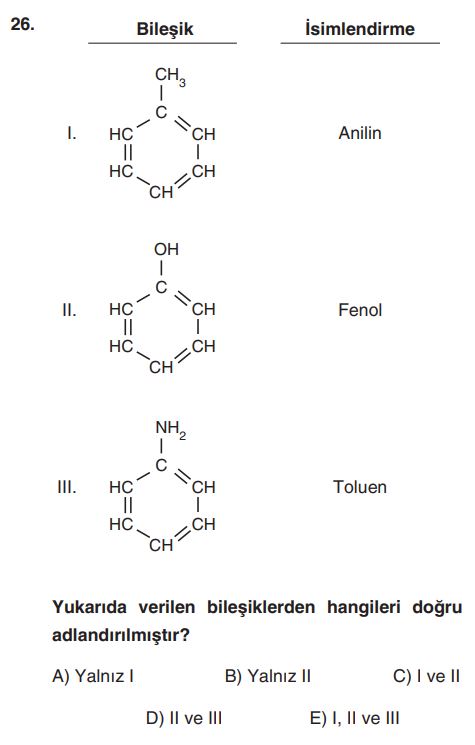 26. Bileşik İsimlendirme
CH3
C
I. HC CH Anilin
HC CH
CH
OH
C
II. HC CH Fenol
HC CH
CH
NH2
C
III. HC CH Toluen
HC CH
CH
Yukarıda verilen bileşiklerden hangileri doğru
adlandırılmıştır?
A) Yalnız I B) Yalnız II C) I ve II
D) II ve III E) I, II ve III